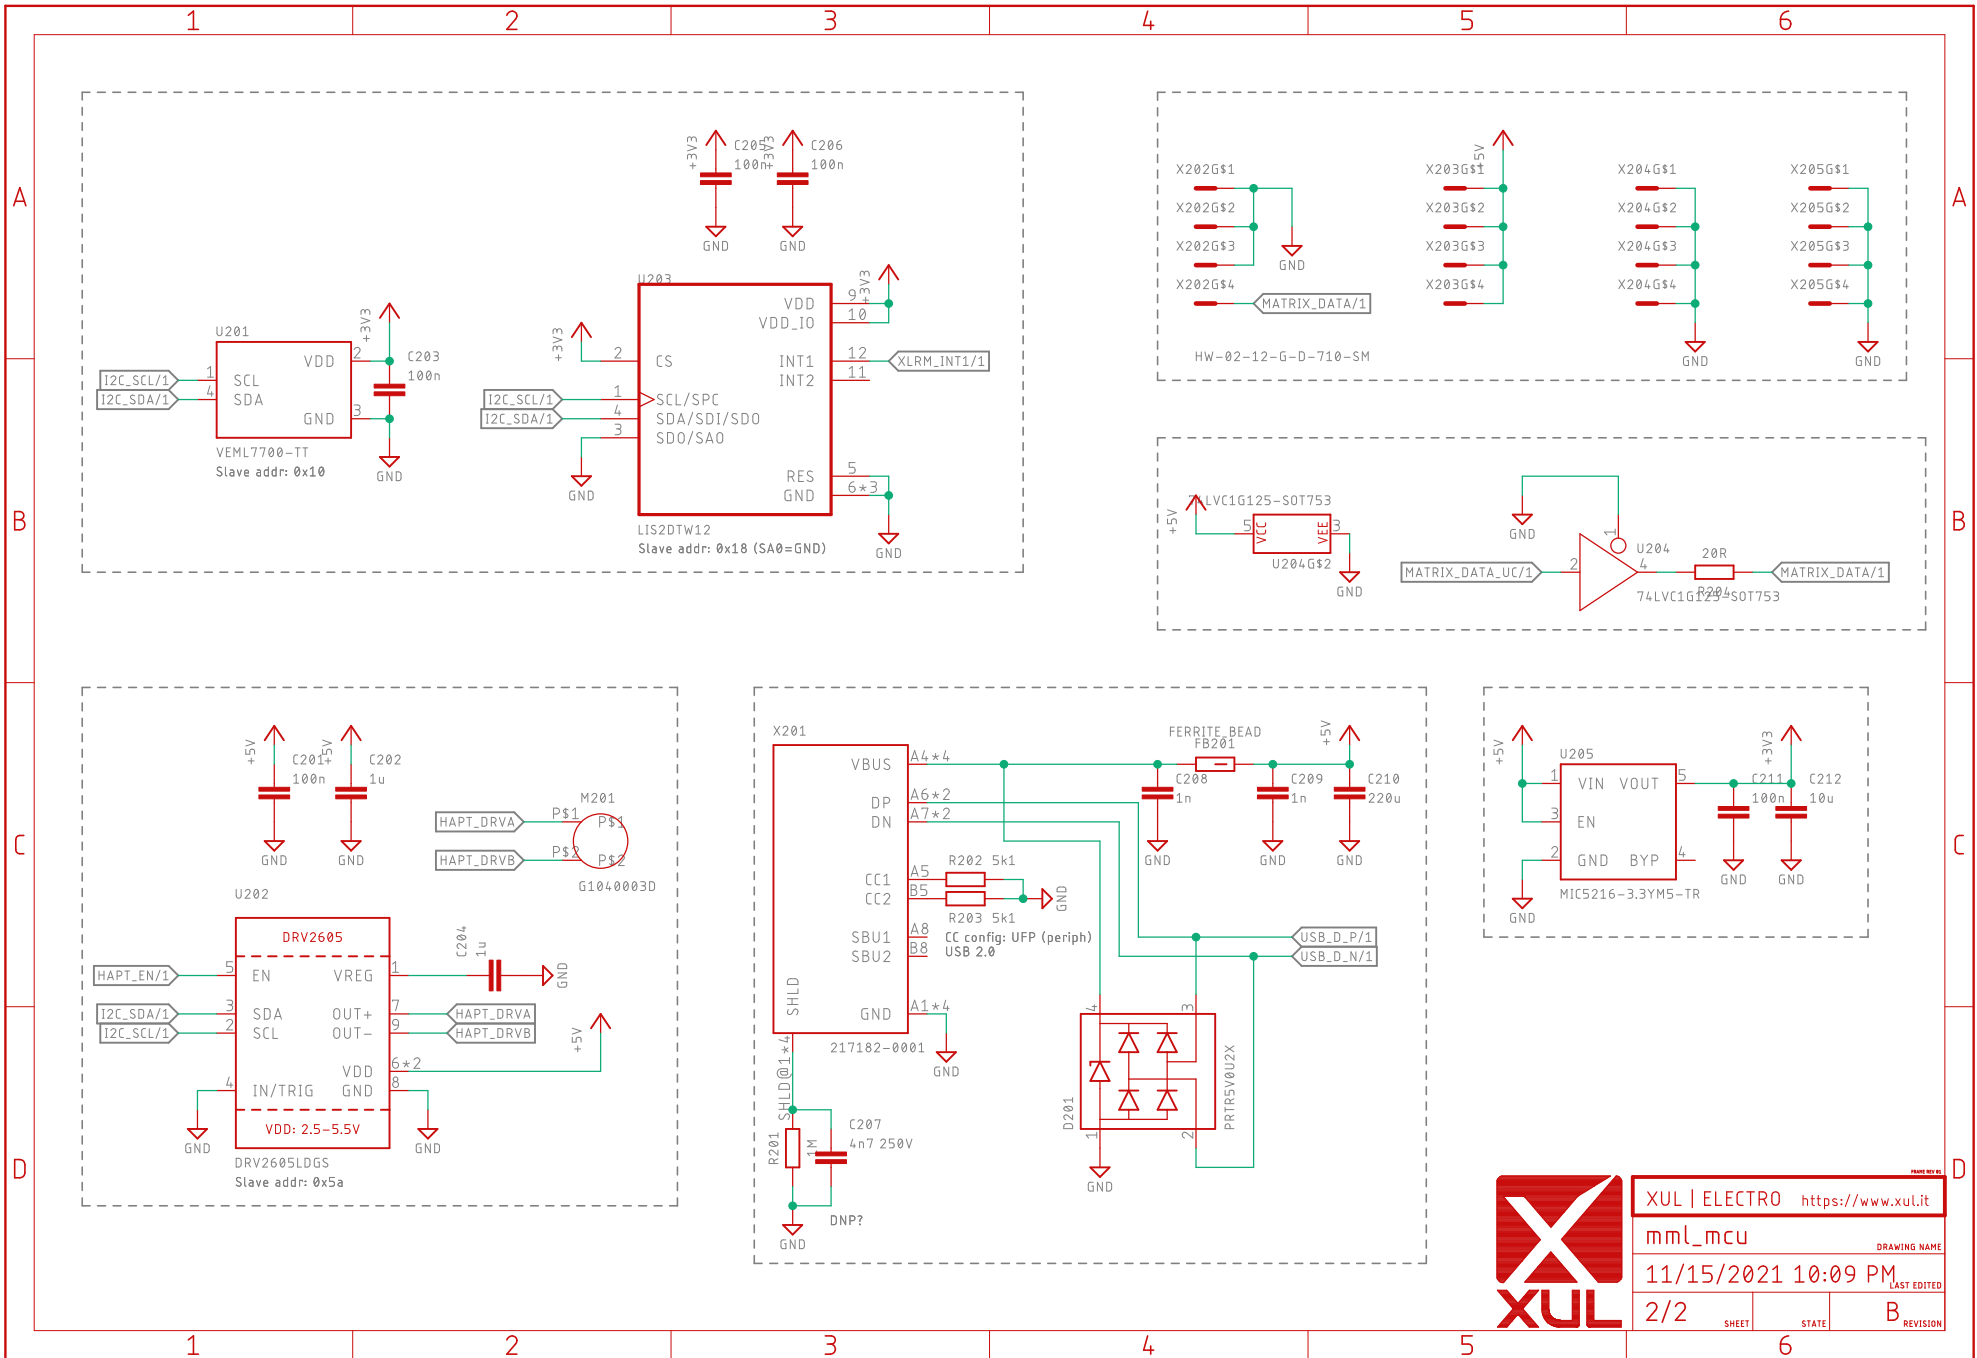 1 2 3 4 5 6
A
B
C
D
A
B
C
D
1 2 3 4 5 6
+3V3
C205
100n
GND
+3V3
C206
100n
GND
U201
+3V3
VDD 2
C203
100n
I2C_SCL/1 1 SCL
I2C_SDA/1 4 SDA
GND 3
GND
VEML7700-TT
Slave addr: 0x10
U203
+3V3
VDD 9
VDD_IO 10
+3V3
2 CS
INT1 12 XLRM_INT1/1
INT2 11
I2C_SCL/1 1 SCL/SPC
I2C_SDA/1 4 SDA/SDI/SDO
3 SDO/SAO
GND
RES 5
GND 6*3
GND
LIS2DTW12
Slave addr: 0x18 (SA0=GND)
+5V
X202G$1 X203G$1 X204G$1 X205G$1
X202G$2 X203G$2 X204G$2 X205G$2
X202G$3 X203G$3 X204G$3 X205G$3
GND
X202G$4 X203G$4 X204G$4 X205G$4
MATRIX_DATA/1
GND GND
HW-02-12-G-D-710-SM
74LVC1G125-SOT753
+5V
5 VCC VEE 3
U204G$2
GND
GND
1
U204
MATRIX_DATA_UC/1 2 4 20R MATRIX_DATA/1
R204
74LVC1G125-SOT753
+5V
C201
100n
GND
+5V
C202
1u
GND
M201
HAPT_DRVA P$1 P$1
HAPT_DRVB P$2 P$2
G1040003D
U202
DRV2605
C204
1u
GND
HAPT_EN/1 5 EN VREG 1
I2C_SDA/1 3 SDA OUT+ 7 HAPT_DRVA
I2C_SCL/1 2 SCL OUT- 9 HAPT_DRVB
+5V
VDD 6*2
4 IN/TRIG GND 8
GND
GND
VDD: 2.5-5.5V
DRV2605LDGS
Slave addr: 0x5a
X201
VBUS A4*4
DP A6*2
DN A7*2
CC1 A5
CC2 B5
SBU1 A8
SBU2 B8
GND A1*4
SHLD
217182-0001
GND
SHLD@1*4
R201
1M
C207
4n7 250V
DNP?
GND
R202 5k1
R203 5k1
GND
CC config: UFP (periph)
USB 2.0
FERRITE_BEAD
FB201
+5V
C208
1n
GND
C209
1n
GND
C210
220u
GND
USB_D_P/1
USB_D_N/1
4 3
1 2
D201
PRTR5V0U2X
GND
+5V
U205
+3V3
1 VIN VOUT 5
3 EN
2 GND BYP 4
GND
C211
100n
GND
C212
10u
GND
MIC5216-3.3YM5-TR
FRAME REV 01
XUL | ELECTRO https://www.xul.it
mml_mcu
DRAWING NAME
11/15/2021 10:09 PM
LAST EDITED
2/2 SHEET STATE B REVISION
XUL